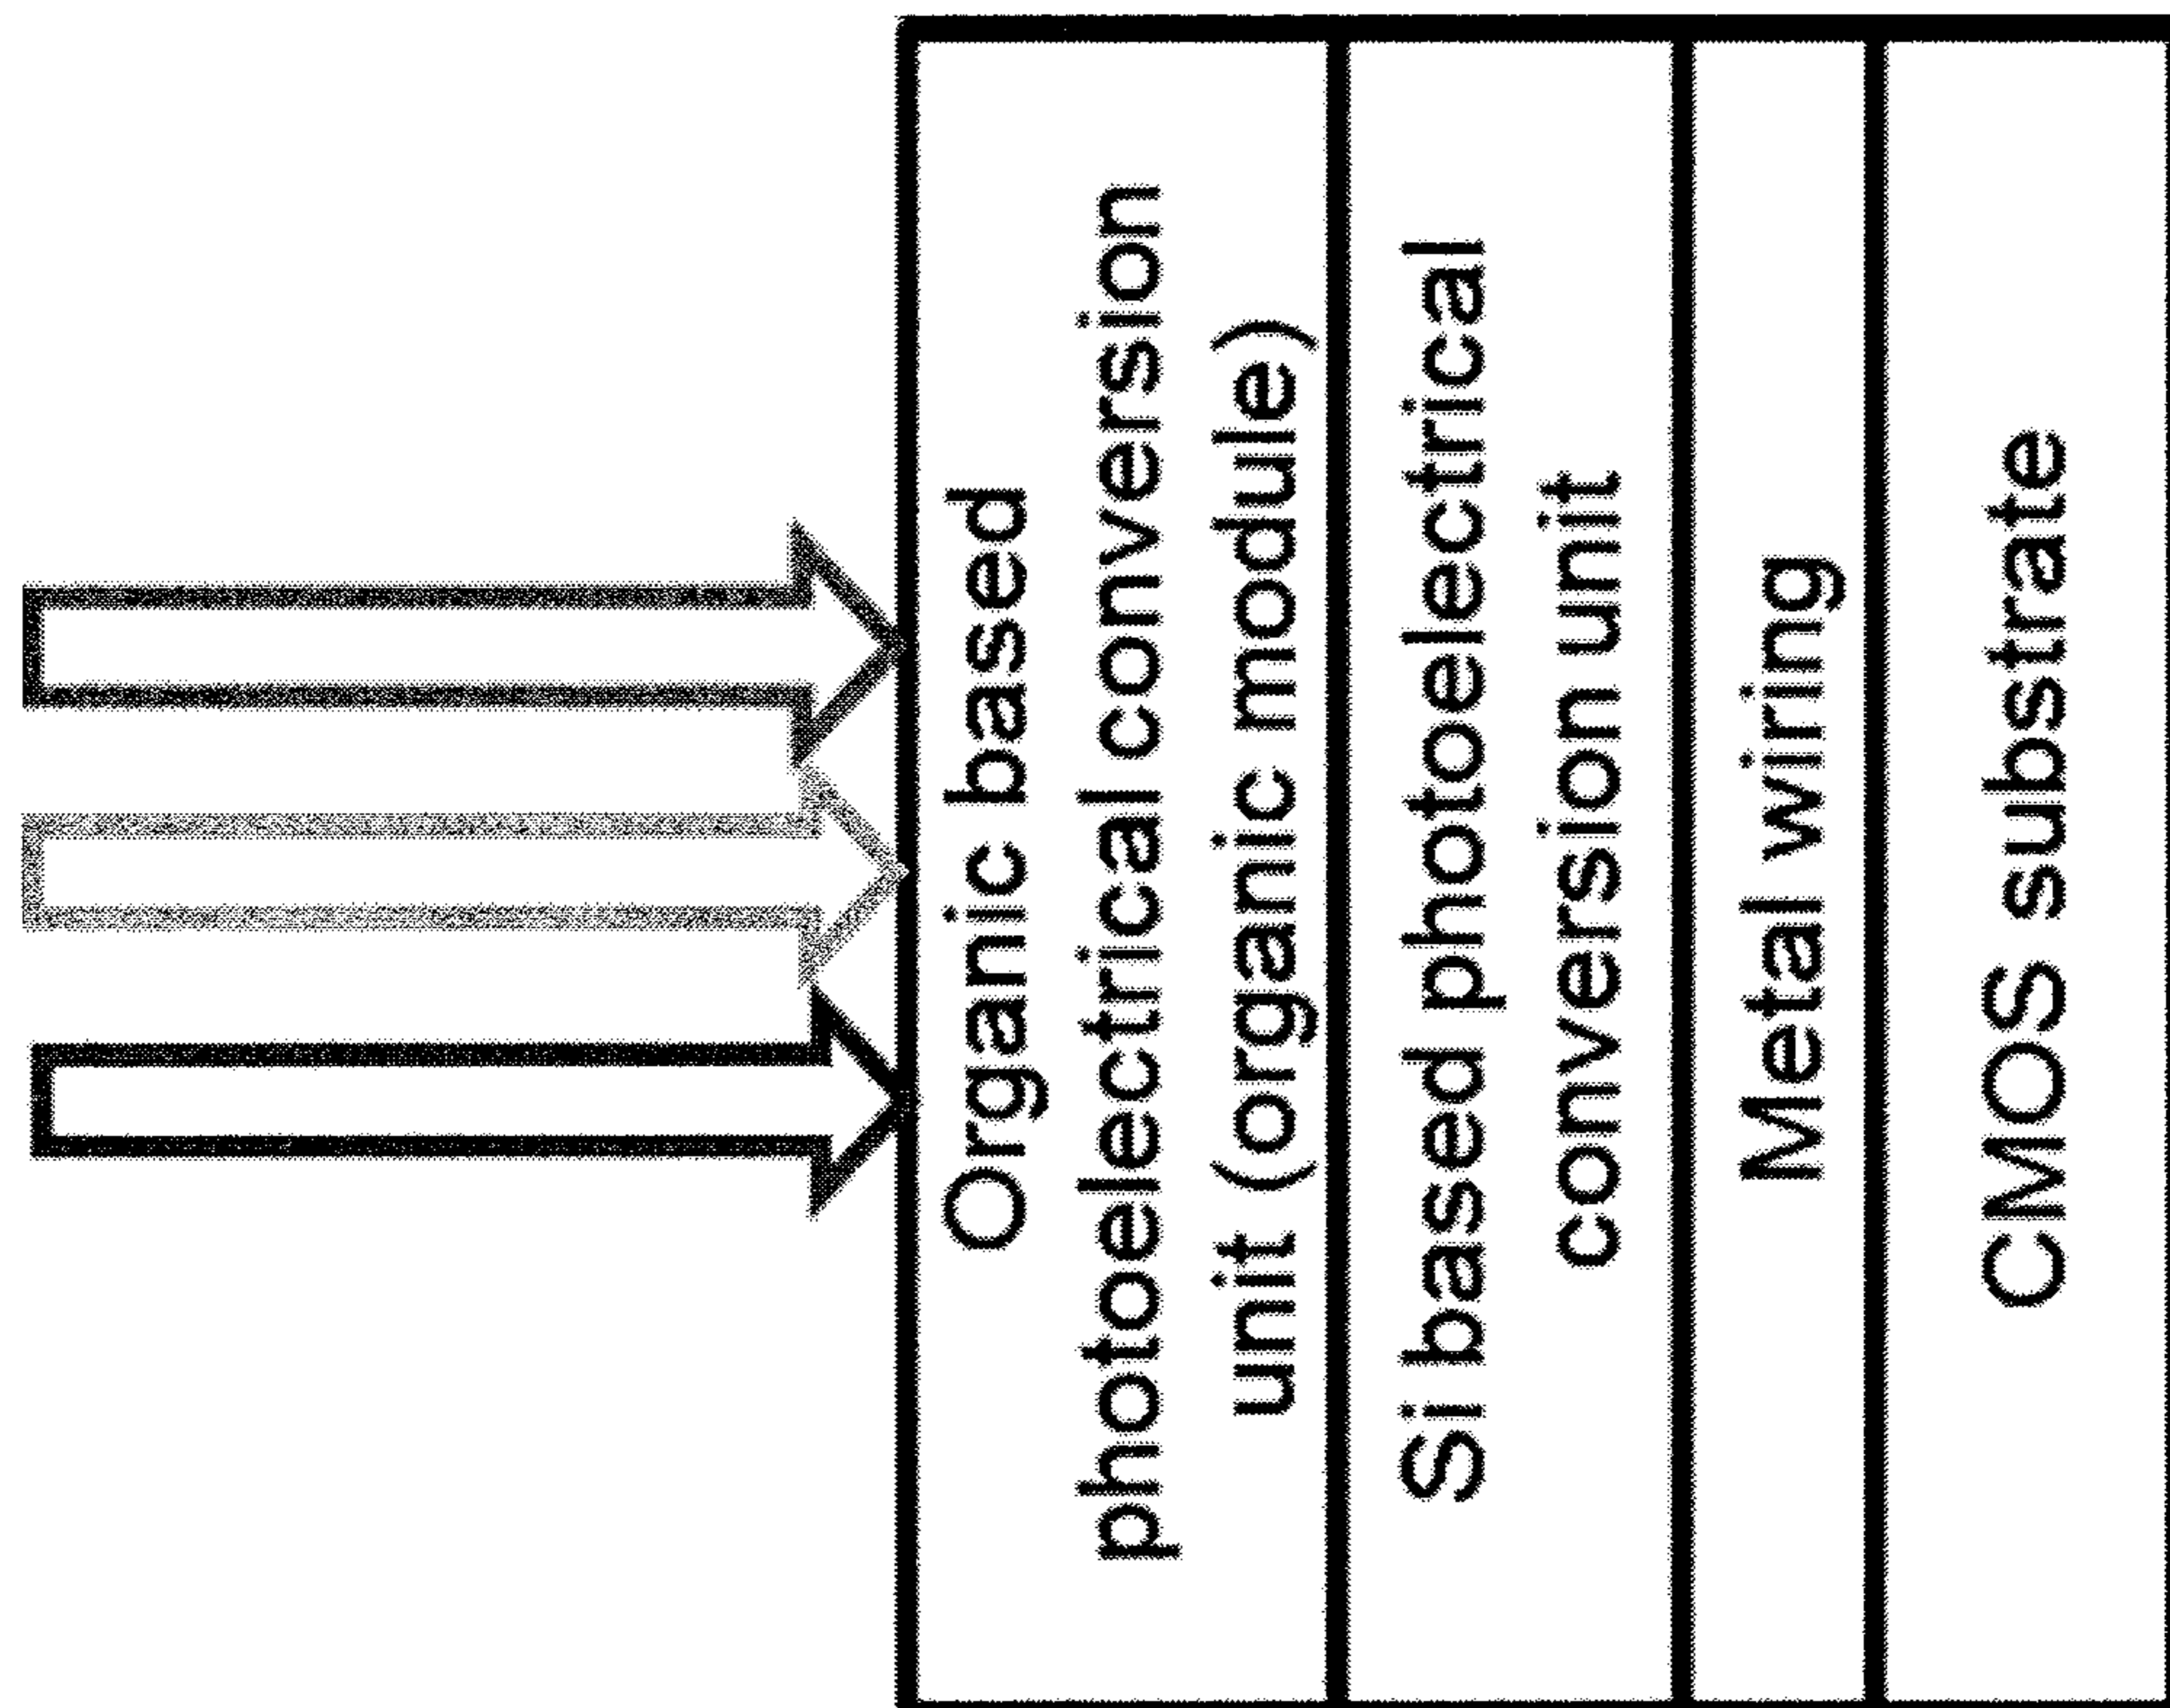 Organic based
photoelectrical conversion
unit (organic module)
Si based photoelectrical
conversion unit
Metal wiring
CMOS substrate